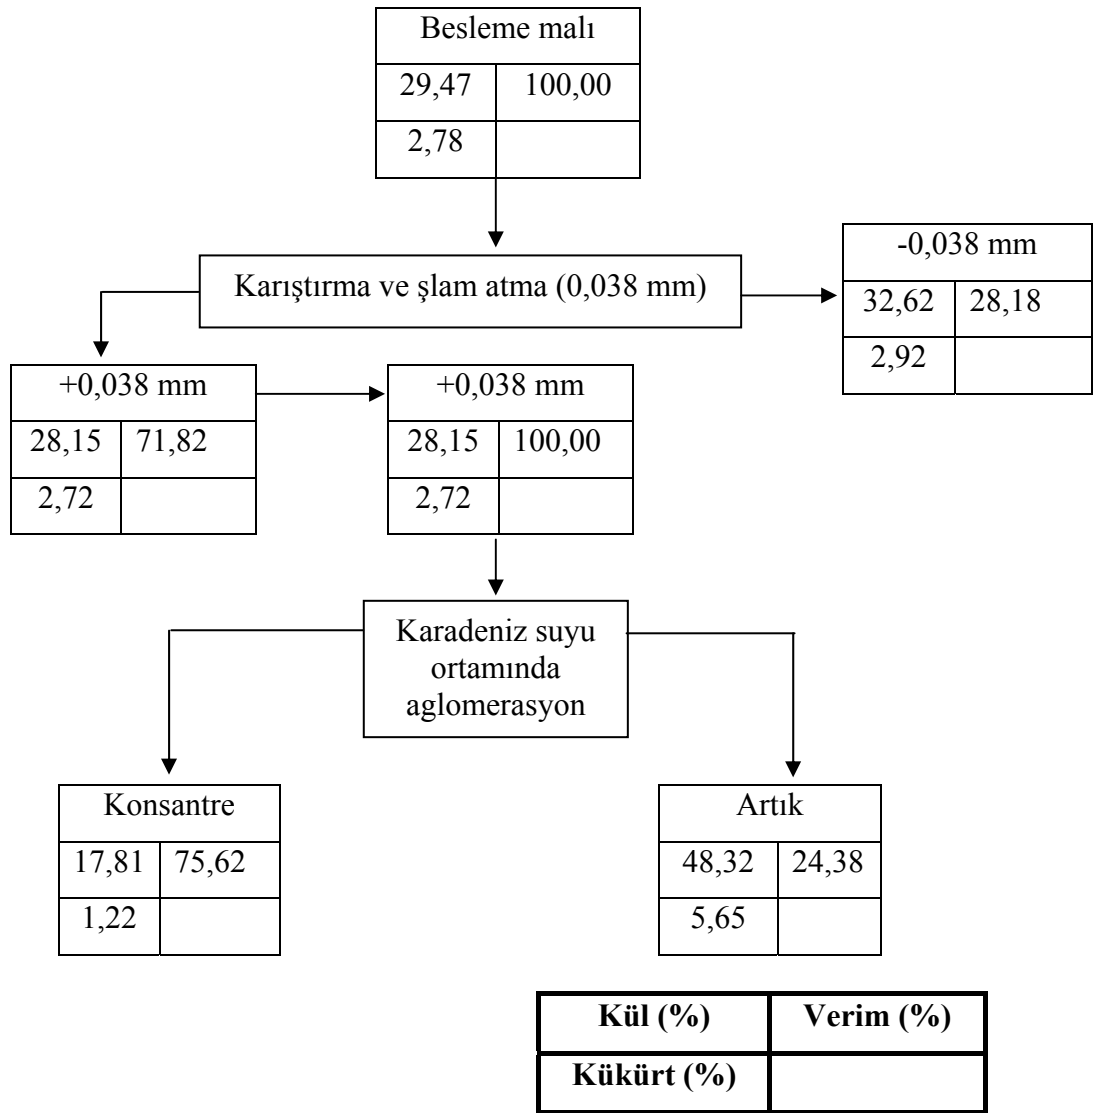 Besleme malı
29,47 100,00
2,78
Karıştırma ve şlam atma (0,038 mm)
-0,038 mm
32,62 28,18
2,92
+0,038 mm
28,15 71,82
2,72
+0,038 mm
28,15 100,00
2,72
Karadeniz suyu
ortamında
aglomerasyon
Konsantre
17,81 75,62
1,22
Artık
48,32 24,38
5,65
Kül (%) Verim (%)
Kükürt (%)